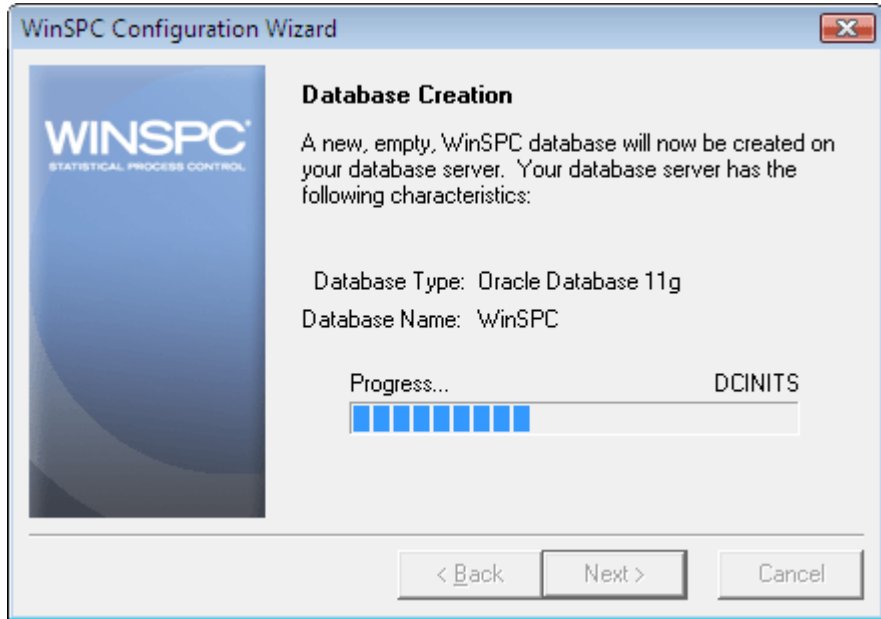 WinSPC Configuration Wizard
WINSPC
STATISTICAL PROCESS CONTROL
Database Creation
A new, empty, WinSPC database will now be created on
your database server. Your database server has the
following characteristics:
Database Type: Oracle Database 11g
Database Name: WinSPC
Progress... DCINITS
< Back Next > Cancel